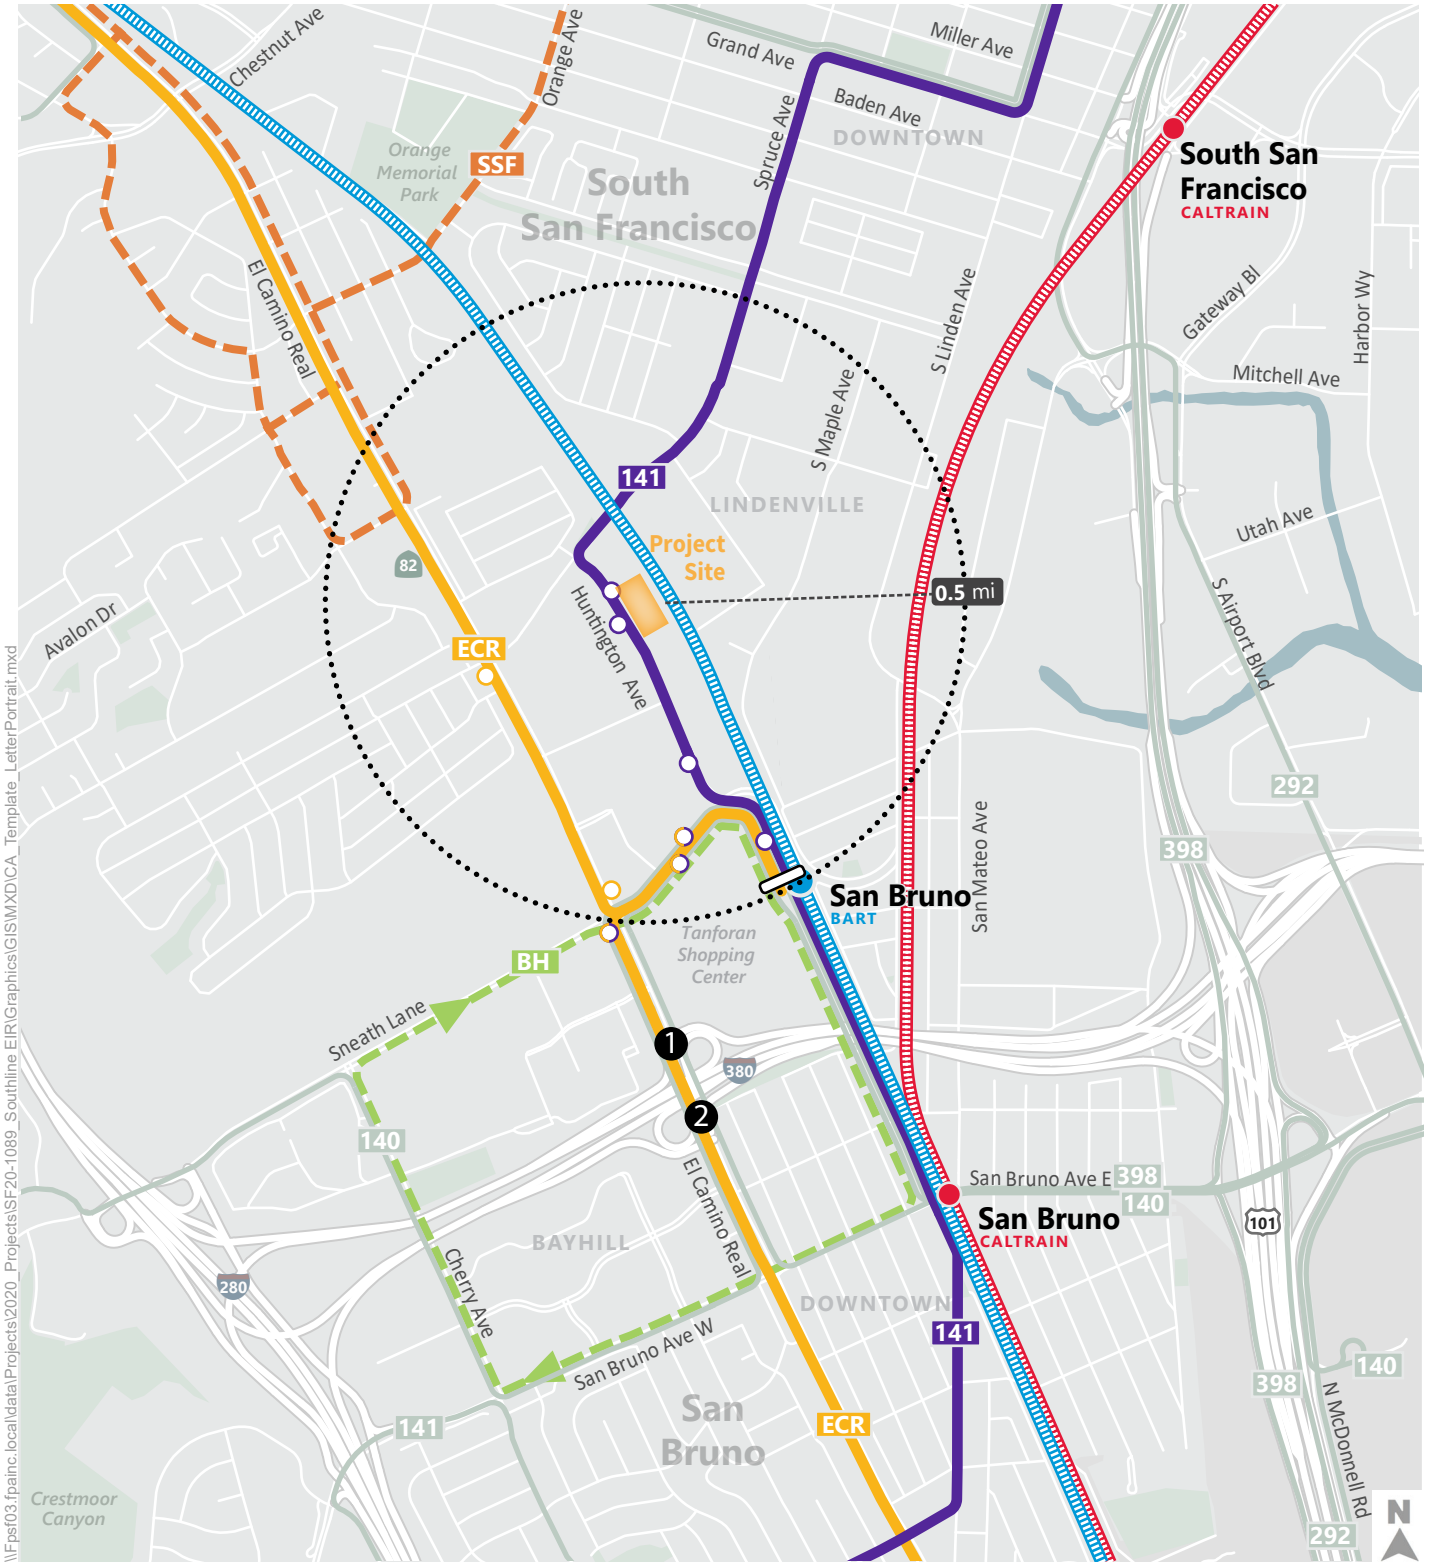 Chestnut Ave
Orange Ave
Grand Ave
Miller Ave
Baden Ave
DOWNTOWN
Spruce Ave
Orange
Memorial
Park
SSF
South
San Francisco
South San
Francisco
CALTRAIN
El Camino Real
S Linden Ave
Gateway Bl
Harbor Wy
Mitchell Ave
S Maple Ave
141
LINDENVILLE
Utah Ave
Project
Site
82
0.5 mi
Huntington Ave
S Airport Blvd
Avalon Dr
ECR
292
San Mateo Ave
398
San Bruno
BART
Tanforan
Shopping
Center
BH
Sneath Lane
1
380
2
140
El Camino Real
San Bruno Ave E
398
140
San Bruno
CALTRAIN
101
BAYHILL
Cherry Ave
280
DOWNTOWN
141
San Bruno Ave W
140
398
N McDonnell Rd
San
Bruno
ECR
141
Crestmoor
Canyon
292
N
\\Fpsf03.fpainc.local\data\Projects\2020_Projects\SF20-1089_Southline EIR\Graphics\GIS\MXD\CA_Template_LetterPortrait.mxd